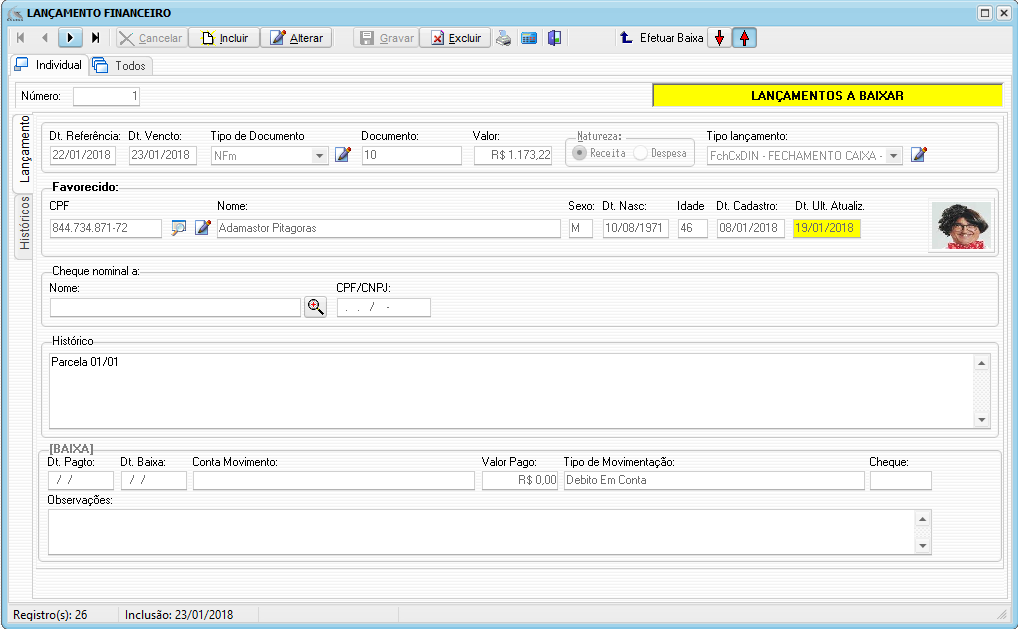 LANÇAMENTO FINANCEIRO
Cancelar Incluir Alterar Gravar Excluir Efetuar Baixa
Individual Todos
Número: 1 LANÇAMENTOS A BAIXAR
Lançamento
Históricos
Dt. Referência: Dt. Vencto: Tipo de Documento Documento: Valor: Natureza: Tipo lançamento:
22/01/2018 23/01/2018 NFm 10 R$ 1.173,22 Receita Despesa FchCxDIN - FECHAMENTO CAIXA -
Favorecido:
CPF Nome: Sexo: Dt. Nasc: Idade Dt. Cadastro: Dt. Ult. Atualiz.
844.734.871-72 Adamastor Pitagoras M 10/08/1971 46 08/01/2018 19/01/2018
Cheque nominal a:
Nome: CPF/CNPJ:
. . / -
Histórico
Parcela 01/01
[BAIXA]
Dt. Pagto: Dt. Baixa: Conta Movimento: Valor Pago: Tipo de Movimentação: Cheque:
/ / / / R$ 0,00 Debito Em Conta
Observações:
Registro(s): 26 Inclusão: 23/01/2018